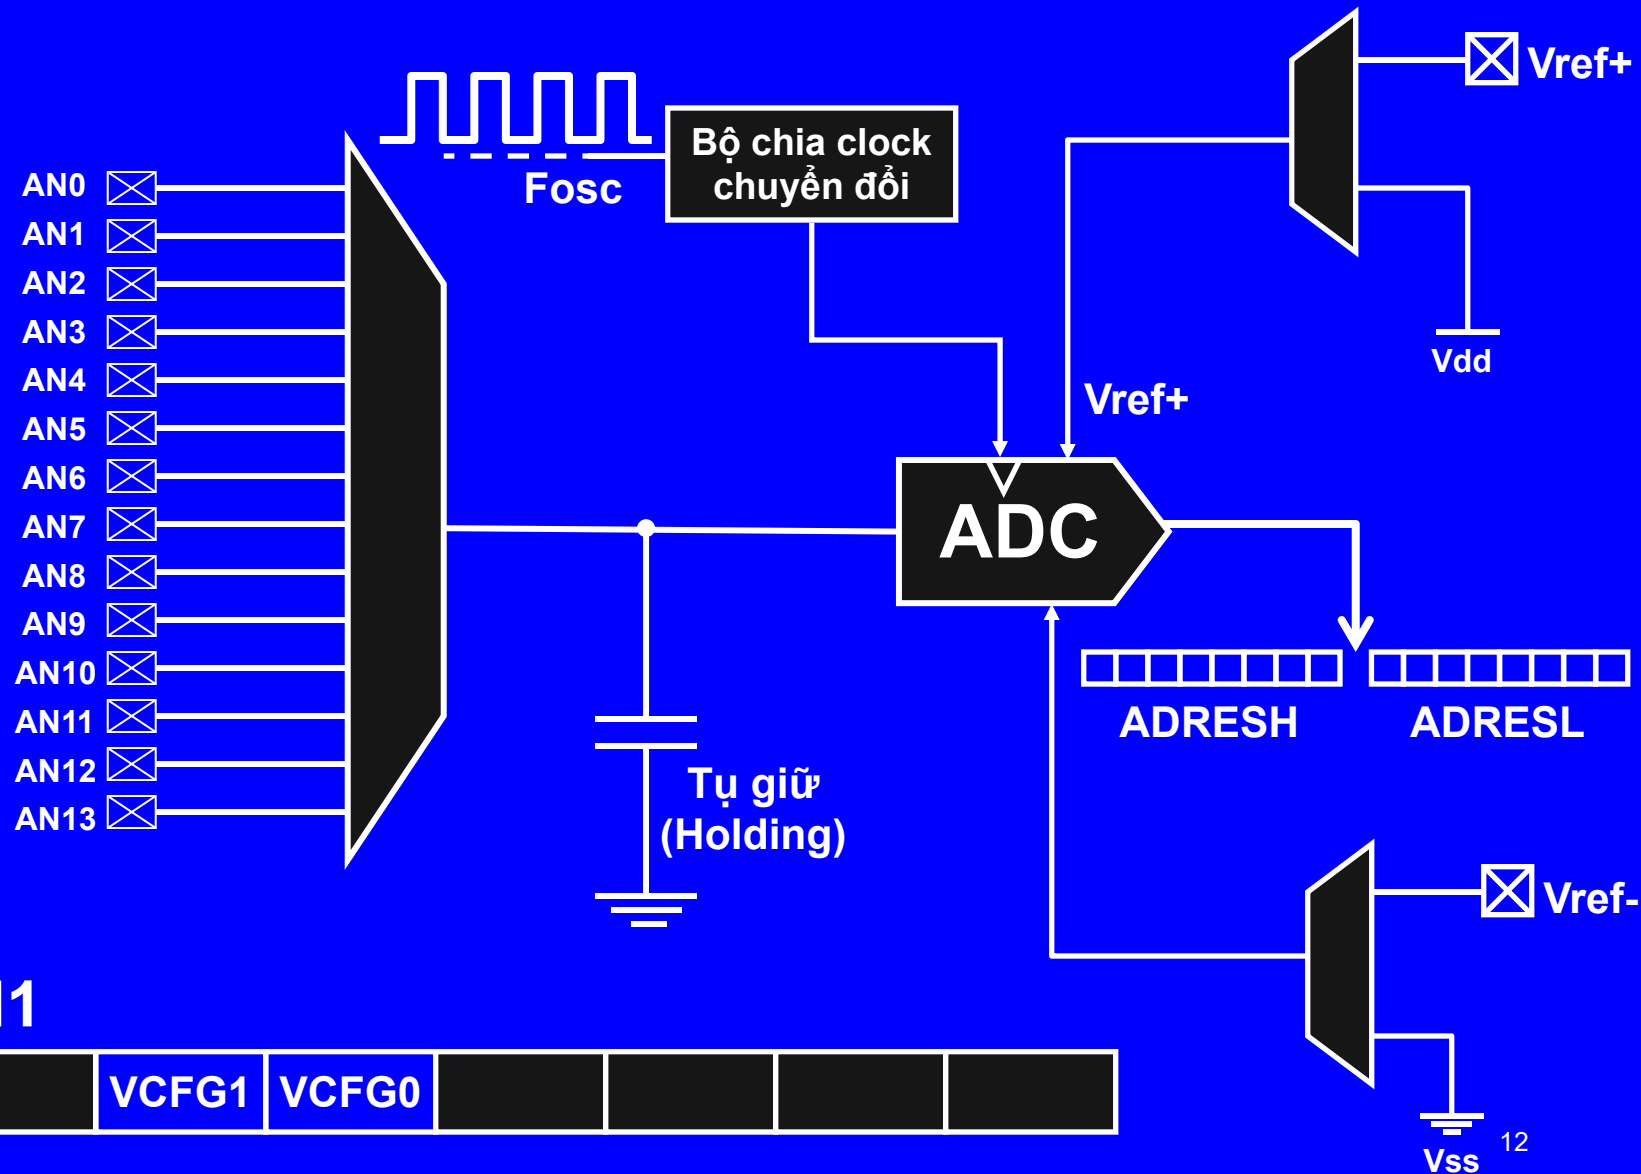 Vref+
Bộ chia clock
chuyển đổi
Fosc
AN0
AN1
AN2
AN3
AN4
AN5
AN6
AN7
AN8
AN9
AN10
AN11
AN12
AN13
Vdd
Vref+
ADC
ADRESH
ADRESL
Tụ giữ
(Holding)
Vref-
1
VCFG1
VCFG0
Vss
12